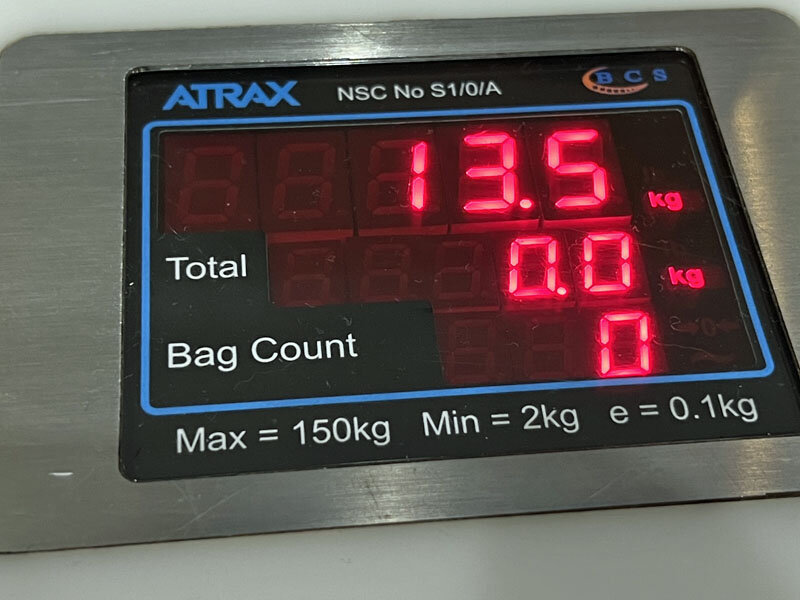 ATRAX NSC No S1/0/A BCS
13.5 kg
Total 0.0 kg
Bag Count 0
Max = 150kg Min = 2kg e = 0.1kg